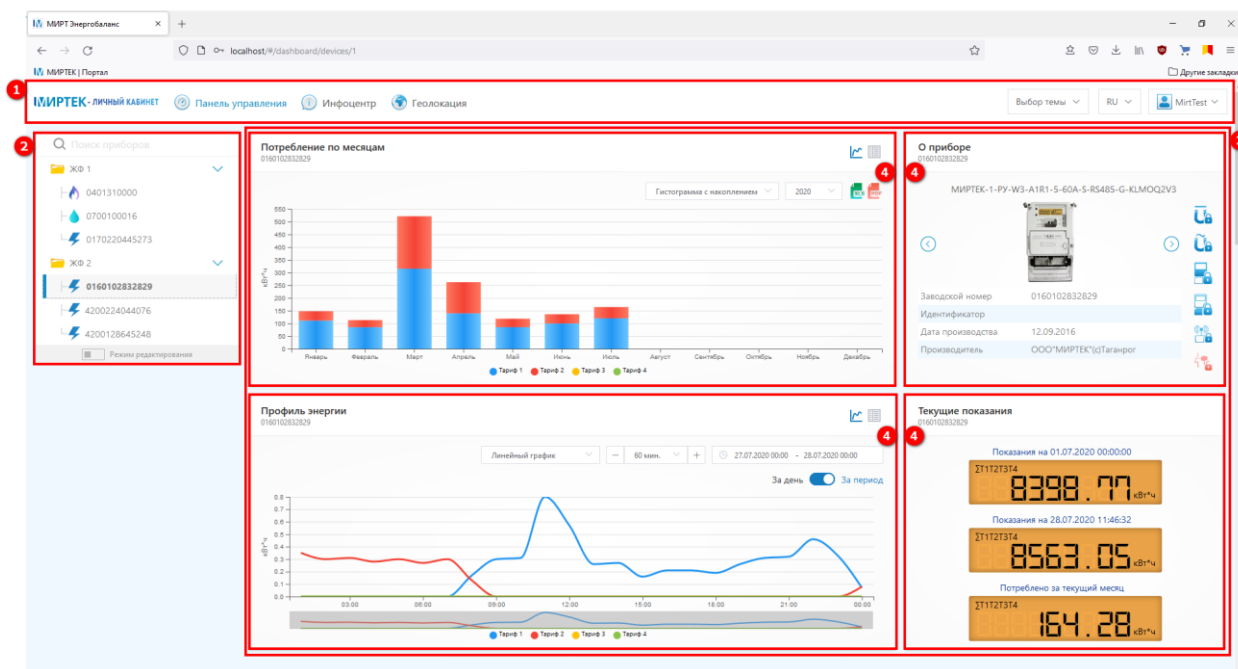 МИРТ Энергобаланс
localhost/#/dashboard/devices/1
МИРТЕК | Портал
Другие закладки
1
МИРТЕК - ЛИЧНЫЙ КАБИНЕТ
Панель управления
Инфоцентр
Геолокация
Выбор темы
RU
MirtTest
2
Поиск приборов
ЖФ 1
0401310000
0700100016
0170220445273
ЖФ 2
0160102832829
4200224044076
4200128645248
Режим редактирования
Потребление по месяцам
0160102832829
4
Гистограмма с накоплением
2020
XLS
PDF
кВт*ч
550
500
450
400
350
300
250
200
150
100
50
0
Январь Февраль Март Апрель Май Июнь Июль Август Сентябрь Октябрь Ноябрь Декабрь
Тариф 1 Тариф 2 Тариф 3 Тариф 4
О приборе
0160102832829
4
МИРТЕК-1-РУ-W3-A1R1-5-60A-S-RS485-G-KLMOQ2V3
Заводской номер 0160102832829
Идентификатор
Дата производства 12.09.2016
Производитель ООО"МИРТЕК"(с)Таганрог
Профиль энергии
0160102832829
4
Линейный график
60 мин.
27.07.2020 00:00 - 28.07.2020 00:00
За день За период
кВт*ч
0.8
0.7
0.6
0.5
0.4
0.3
0.2
0.1
0.0
03:00 06:00 09:00 12:00 15:00 18:00 21:00 00:00
Тариф 1 Тариф 2 Тариф 3 Тариф 4
Текущие показания
0160102832829
4
Показания на 01.07.2020 00:00:00
ΣТ1Т2Т3Т4
8398.77 кВт*ч
Показания на 28.07.2020 11:46:32
ΣТ1Т2Т3Т4
8563.05 кВт*ч
Потреблено за текущий месяц
ΣТ1Т2Т3Т4
164.28 кВт*ч